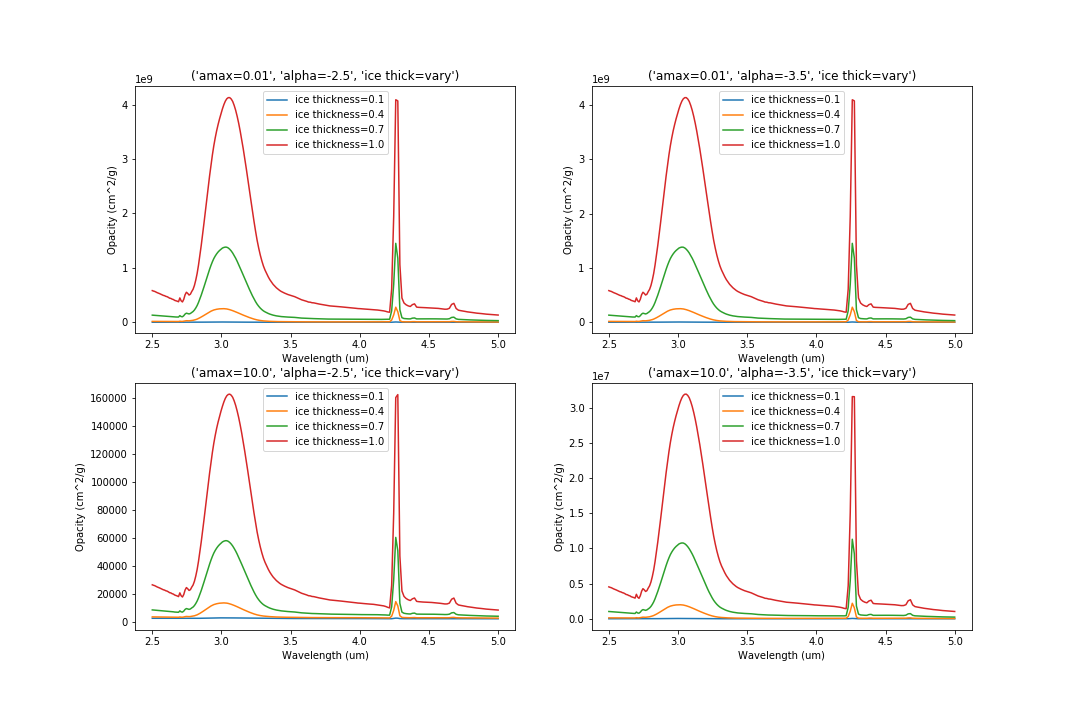 ('amax=0.01', 'alpha=-2.5', 'ice thick=vary')
1e9
Opacity (cm^2/g)
4
3
2
1
0
ice thickness=0.1
ice thickness=0.4
ice thickness=0.7
ice thickness=1.0
2.5 3.0 3.5 4.0 4.5 5.0
Wavelength (um)
('amax=0.01', 'alpha=-3.5', 'ice thick=vary')
1e9
Opacity (cm^2/g)
4
3
2
1
0
ice thickness=0.1
ice thickness=0.4
ice thickness=0.7
ice thickness=1.0
2.5 3.0 3.5 4.0 4.5 5.0
Wavelength (um)
('amax=10.0', 'alpha=-2.5', 'ice thick=vary')
Opacity (cm^2/g)
160000
140000
120000
100000
80000
60000
40000
20000
0
ice thickness=0.1
ice thickness=0.4
ice thickness=0.7
ice thickness=1.0
2.5 3.0 3.5 4.0 4.5 5.0
Wavelength (um)
('amax=10.0', 'alpha=-3.5', 'ice thick=vary')
1e7
Opacity (cm^2/g)
3.0
2.5
2.0
1.5
1.0
0.5
0.0
ice thickness=0.1
ice thickness=0.4
ice thickness=0.7
ice thickness=1.0
2.5 3.0 3.5 4.0 4.5 5.0
Wavelength (um)